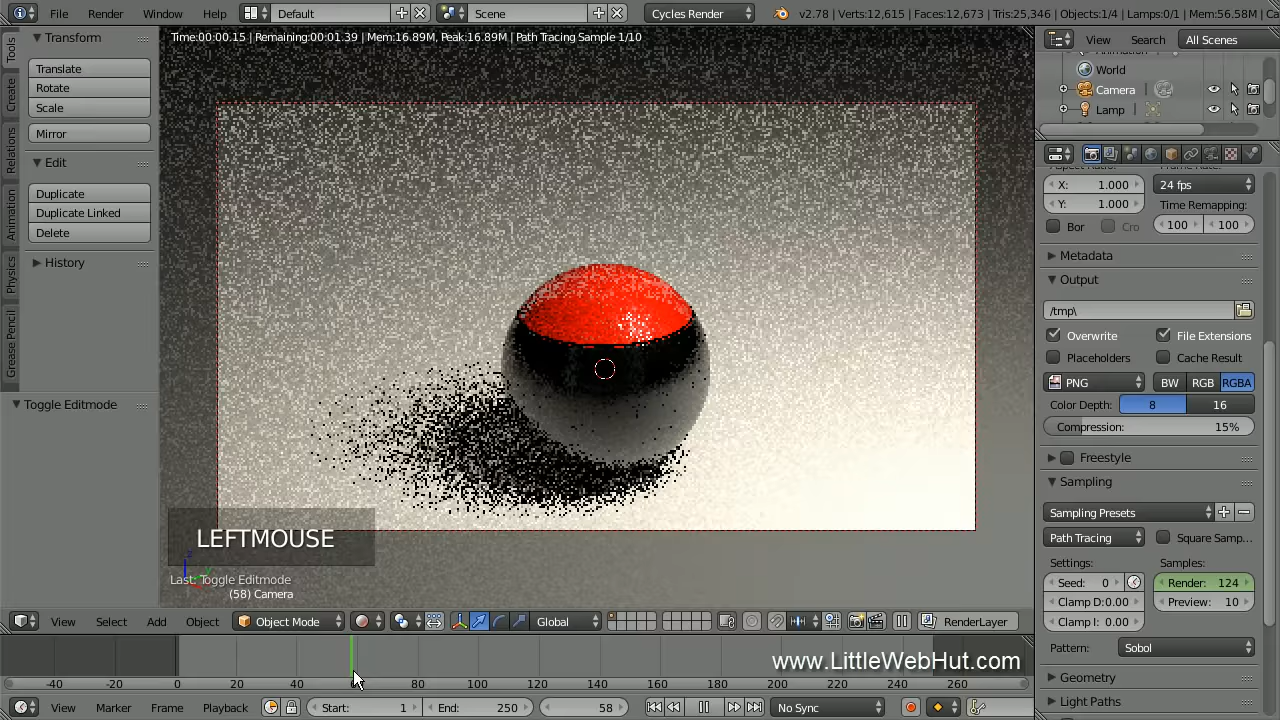 File Render Window Help Default Scene Cycles Render v2.78 | Verts:12,615 | Faces:12,673 | Tris:25,346 | Objects:1/4 | Lamps:0/1 | Mem:56.58M | Ca
Time:00:00.15 | Remaining:00:01.39 | Mem:16.89M, Peak:16.89M | Path Tracing Sample 1/10
Tools
Create
Relations
Animation
Physics
Grease Pencil
Transform
Translate
Rotate
Scale
Mirror
Edit
Duplicate
Duplicate Linked
Delete
History
Toggle Editmode
LEFTMOUSE
Last: Toggle Editmode
(58) Camera
View Search All Scenes
World
Camera
Lamp
X: 1.000
Y: 1.000
24 fps
Time Remapping:
Bor Cro 100 100
Metadata
Output
/tmp\
Overwrite File Extensions
Placeholders Cache Result
PNG BW RGB RGBA
Color Depth: 8 16
Compression: 15%
Freestyle
Sampling
Sampling Presets
Path Tracing Square Samp...
Settings: Samples:
Seed: 0 Render: 124
Clamp D:0.00 Preview: 10
Clamp I: 0.00
Pattern: Sobol
Geometry
Light Paths
View Select Add Object Object Mode Global RenderLayer
www.LittleWebHut.com
-40 -20 0 20 40 80 100 120 140 160 180 200 220 240 260
View Marker Frame Playback Start: 1 End: 250 58 No Sync